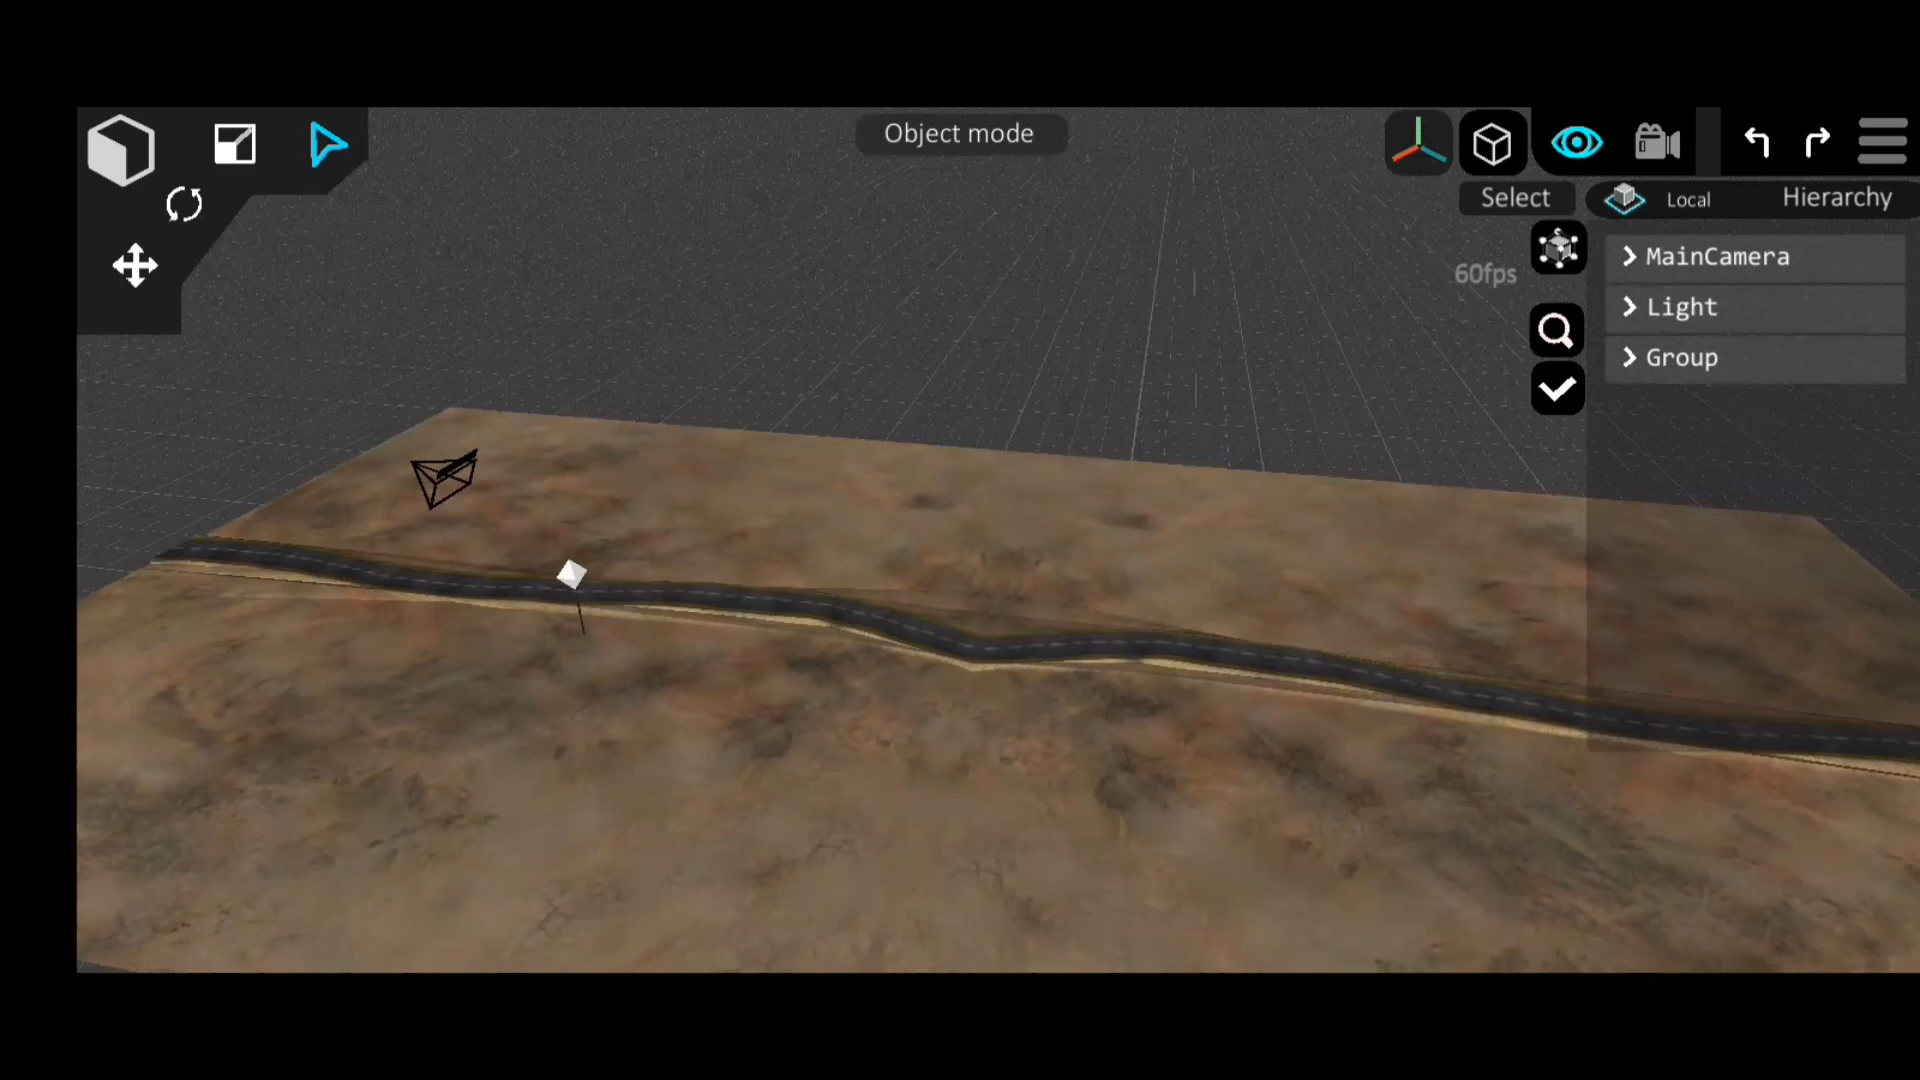 Object mode
Select
Local
Hierarchy
60fps
MainCamera
Light
Group